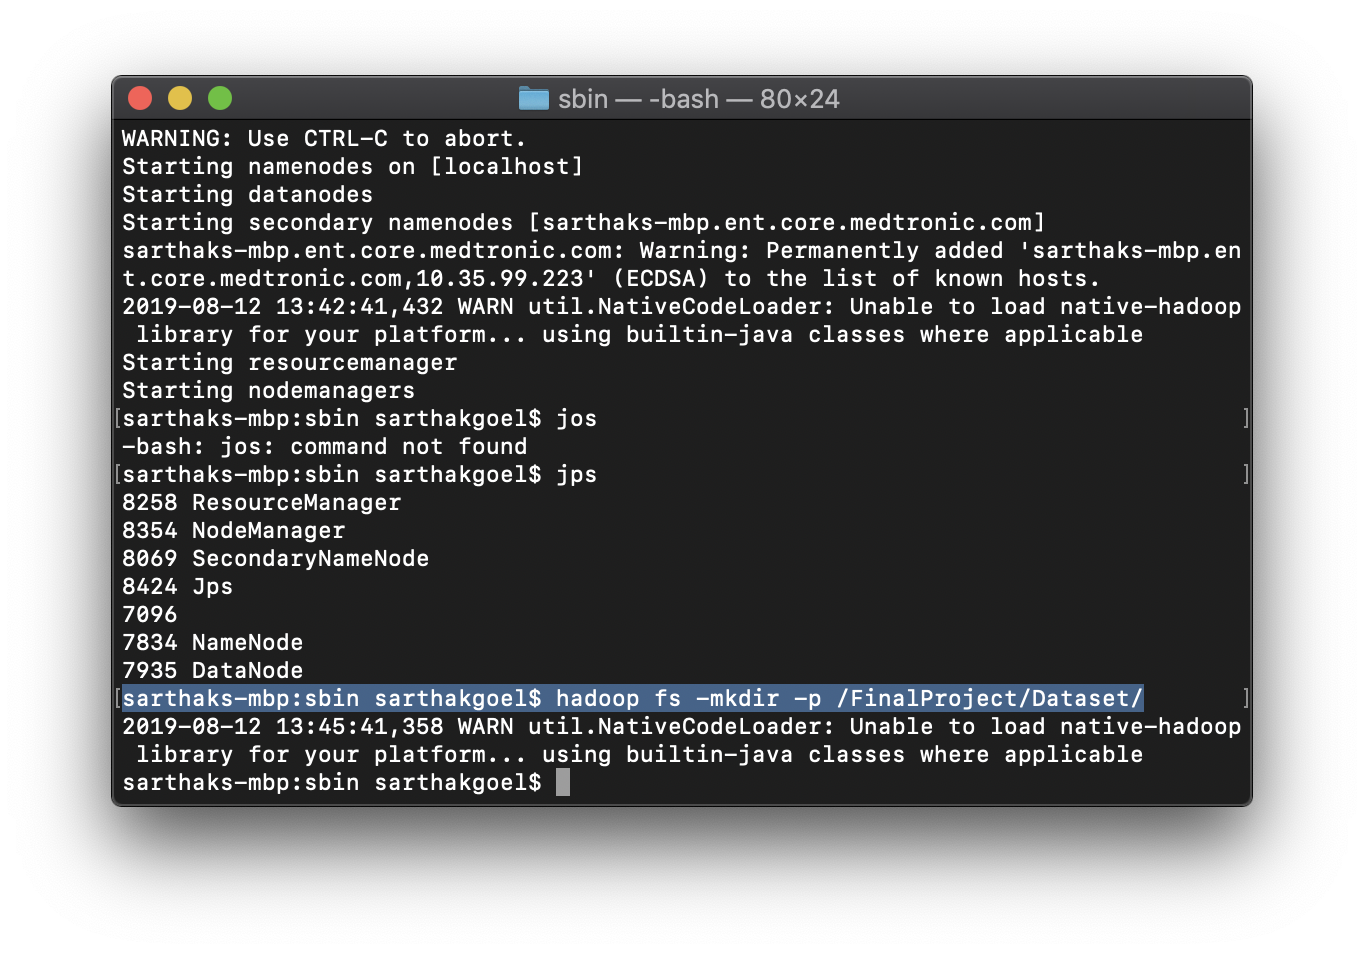 sbin — -bash — 80×24
WARNING: Use CTRL-C to abort.
Starting namenodes on [localhost]
Starting datanodes
Starting secondary namenodes [sarthaks-mbp.ent.core.medtronic.com]
sarthaks-mbp.ent.core.medtronic.com: Warning: Permanently added 'sarthaks-mbp.en
t.core.medtronic.com,10.35.99.223' (ECDSA) to the list of known hosts.
2019-08-12 13:42:41,432 WARN util.NativeCodeLoader: Unable to load native-hadoop
 library for your platform... using builtin-java classes where applicable
Starting resourcemanager
Starting nodemanagers
[sarthaks-mbp:sbin sarthakgoel$ jos ]
-bash: jos: command not found
[sarthaks-mbp:sbin sarthakgoel$ jps ]
8258 ResourceManager
8354 NodeManager
8069 SecondaryNameNode
8424 Jps
7096
7834 NameNode
7935 DataNode
[sarthaks-mbp:sbin sarthakgoel$ hadoop fs -mkdir -p /FinalProject/Dataset/ ]
2019-08-12 13:45:41,358 WARN util.NativeCodeLoader: Unable to load native-hadoop
 library for your platform... using builtin-java classes where applicable
sarthaks-mbp:sbin sarthakgoel$